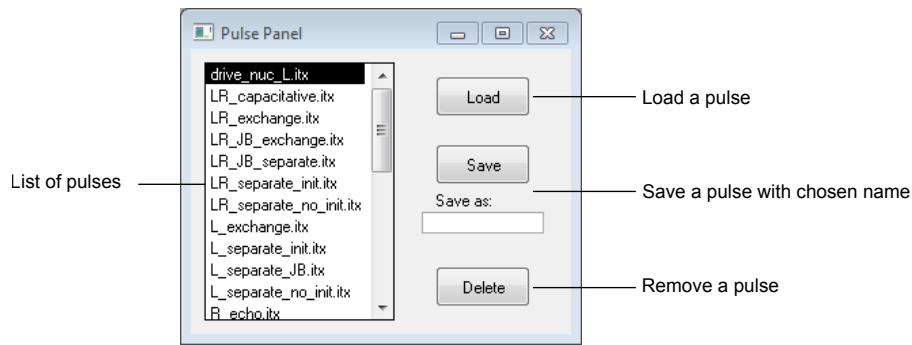 Pulse Panel
drive_nuc_L.itx
LR_capacitative.itx
LR_exchange.itx
LR_JB_exchange.itx
LR_JB_separate.itx
LR_separate_init.itx
LR_separate_no_init.itx
L_exchange.itx
L_separate_init.itx
L_separate_JB.itx
L_separate_no_init.itx
R_echo.itx
Load
Save
Save as:
Delete
List of pulses
Load a pulse
Save a pulse with chosen name
Remove a pulse